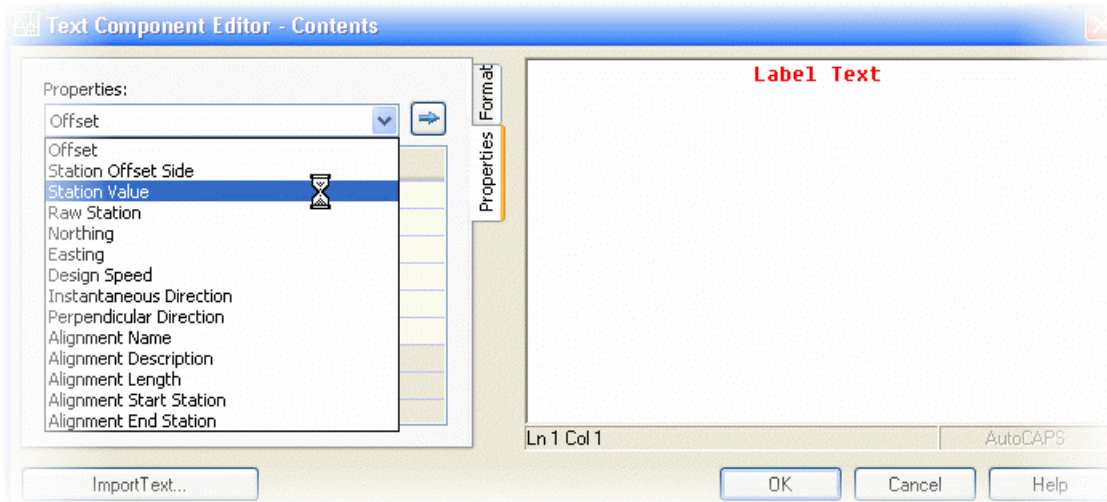 Text Component Editor - Contents
Properties:
Offset
Offset
Station Offset Side
Station Value
Raw Station
Northing
Easting
Design Speed
Instantaneous Direction
Perpendicular Direction
Alignment Name
Alignment Description
Alignment Length
Alignment Start Station
Alignment End Station
Format
Properties
Label Text
Ln 1 Col 1
AutoCAPS
ImportText...
OK
Cancel
Help